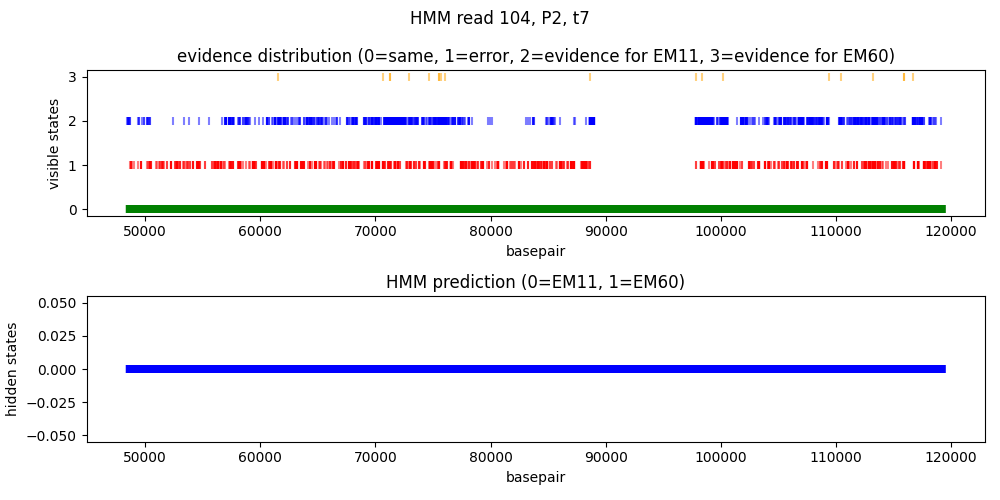 HMM read 104, P2, t7
evidence distribution (0=same, 1=error, 2=evidence for EM11, 3=evidence for EM60)
visible states
3
2
1
0
50000 60000 70000 80000 90000 100000 110000 120000
basepair
HMM prediction (0=EM11, 1=EM60)
hidden states
0.050
0.025
0.000
−0.025
−0.050
50000 60000 70000 80000 90000 100000 110000 120000
basepair